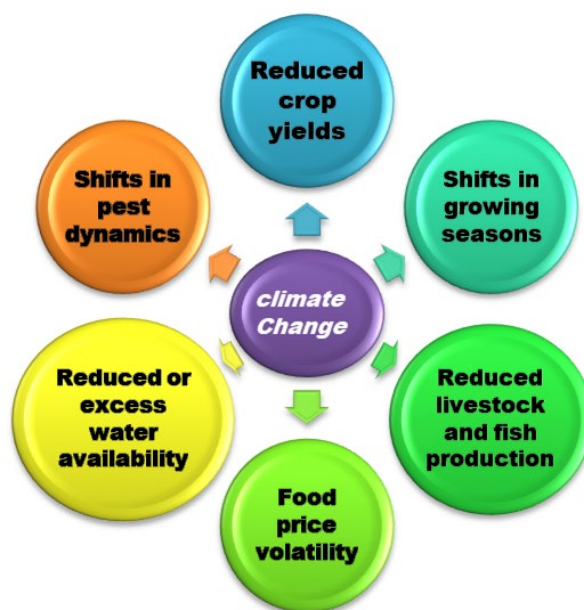 Reduced
crop
yields
Shifts in
pest
dynamics
Shifts in
growing
seasons
climate
Change
Reduced or
excess
water
availability
Reduced
livestock
and fish
production
Food
price
volatility